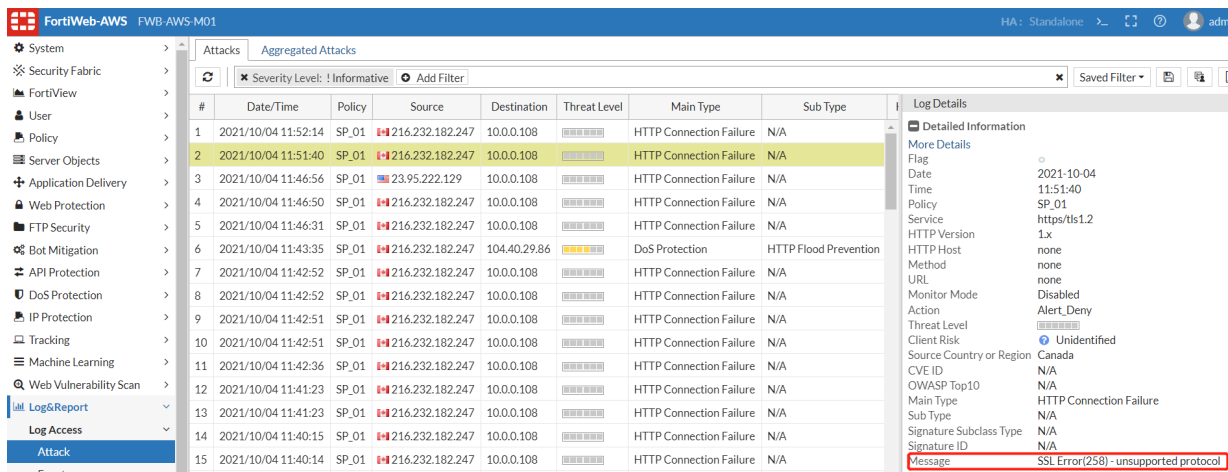 FortiWeb-AWS FWB-AWS-M01 HA: Standalone >_
System
Security Fabric
FortiView
User
Policy
Server Objects
Application Delivery
Web Protection
FTP Security
Bot Mitigation
API Protection
DoS Protection
IP Protection
Tracking
Machine Learning
Web Vulnerability Scan
Log&Report
Log Access
Attack
Attacks Aggregated Attacks
Severity Level: ! Informative Add Filter Saved Filter
# Date/Time Policy Source Destination Threat Level Main Type Sub Type
1 2021/10/04 11:52:14 SP_01 216.232.182.247 10.0.0.108 HTTP Connection Failure N/A
2 2021/10/04 11:51:40 SP_01 216.232.182.247 10.0.0.108 HTTP Connection Failure N/A
3 2021/10/04 11:46:56 SP_01 23.95.222.129 10.0.0.108 HTTP Connection Failure N/A
4 2021/10/04 11:46:50 SP_01 216.232.182.247 10.0.0.108 HTTP Connection Failure N/A
5 2021/10/04 11:46:31 SP_01 216.232.182.247 10.0.0.108 HTTP Connection Failure N/A
6 2021/10/04 11:43:35 SP_01 216.232.182.247 104.40.29.86 DoS Protection HTTP Flood Prevention
7 2021/10/04 11:42:52 SP_01 216.232.182.247 10.0.0.108 HTTP Connection Failure N/A
8 2021/10/04 11:42:52 SP_01 216.232.182.247 10.0.0.108 HTTP Connection Failure N/A
9 2021/10/04 11:42:51 SP_01 216.232.182.247 10.0.0.108 HTTP Connection Failure N/A
10 2021/10/04 11:42:51 SP_01 216.232.182.247 10.0.0.108 HTTP Connection Failure N/A
11 2021/10/04 11:42:36 SP_01 216.232.182.247 10.0.0.108 HTTP Connection Failure N/A
12 2021/10/04 11:41:23 SP_01 216.232.182.247 10.0.0.108 HTTP Connection Failure N/A
13 2021/10/04 11:41:23 SP_01 216.232.182.247 10.0.0.108 HTTP Connection Failure N/A
14 2021/10/04 11:40:15 SP_01 216.232.182.247 10.0.0.108 HTTP Connection Failure N/A
15 2021/10/04 11:40:14 SP_01 216.232.182.247 10.0.0.108 HTTP Connection Failure N/A
Log Details
Detailed Information
More Details
Flag
Date 2021-10-04
Time 11:51:40
Policy SP_01
Service https/tls1.2
HTTP Version 1.x
HTTP Host none
Method none
URL none
Monitor Mode Disabled
Action Alert_Deny
Threat Level
Client Risk Unidentified
Source Country or Region Canada
CVE ID N/A
OWASP Top10 N/A
Main Type HTTP Connection Failure
Sub Type N/A
Signature Subclass Type N/A
Signature ID N/A
Message SSL Error(258) - unsupported protocol